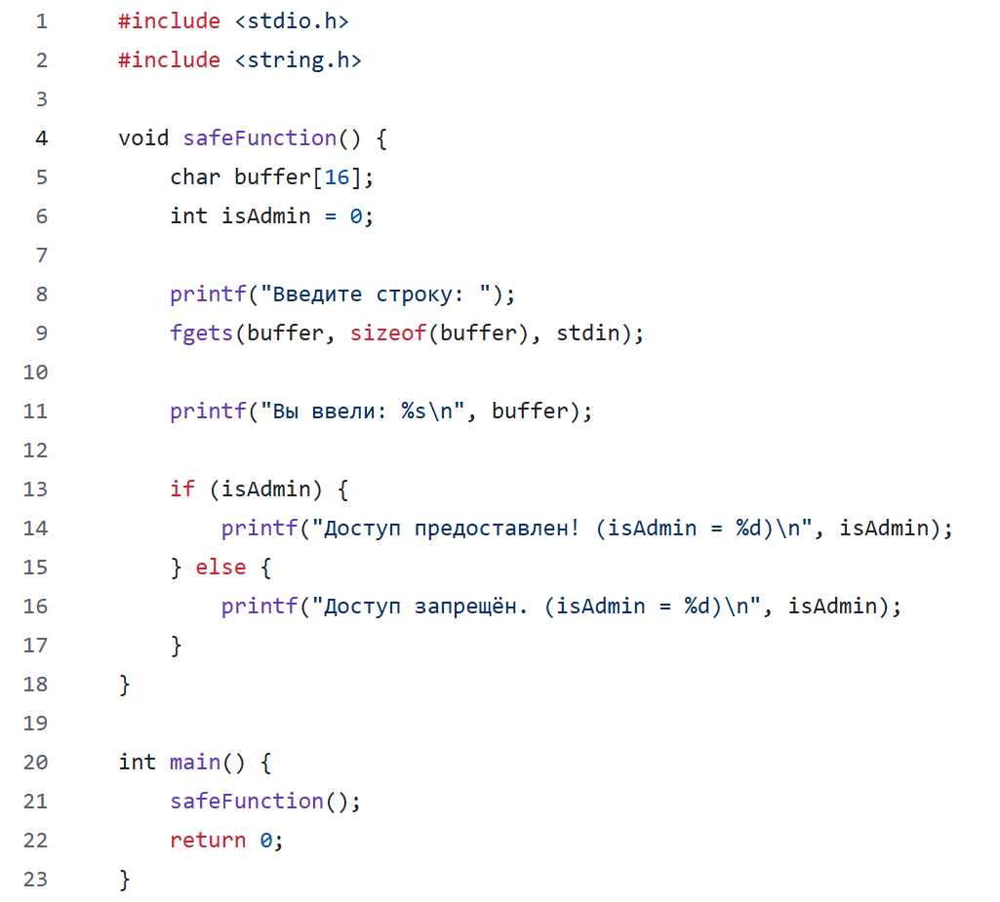 1 #include <stdio.h>
2 #include <string.h>
3
4 void safeFunction() {
5     char buffer[16];
6     int isAdmin = 0;
7
8     printf("Введите строку: ");
9     fgets(buffer, sizeof(buffer), stdin);
10
11     printf("Вы ввели: %s\n", buffer);
12
13     if (isAdmin) {
14         printf("Доступ предоставлен! (isAdmin = %d)\n", isAdmin);
15     } else {
16         printf("Доступ запрещён. (isAdmin = %d)\n", isAdmin);
17     }
18 }
19
20 int main() {
21     safeFunction();
22     return 0;
23 }